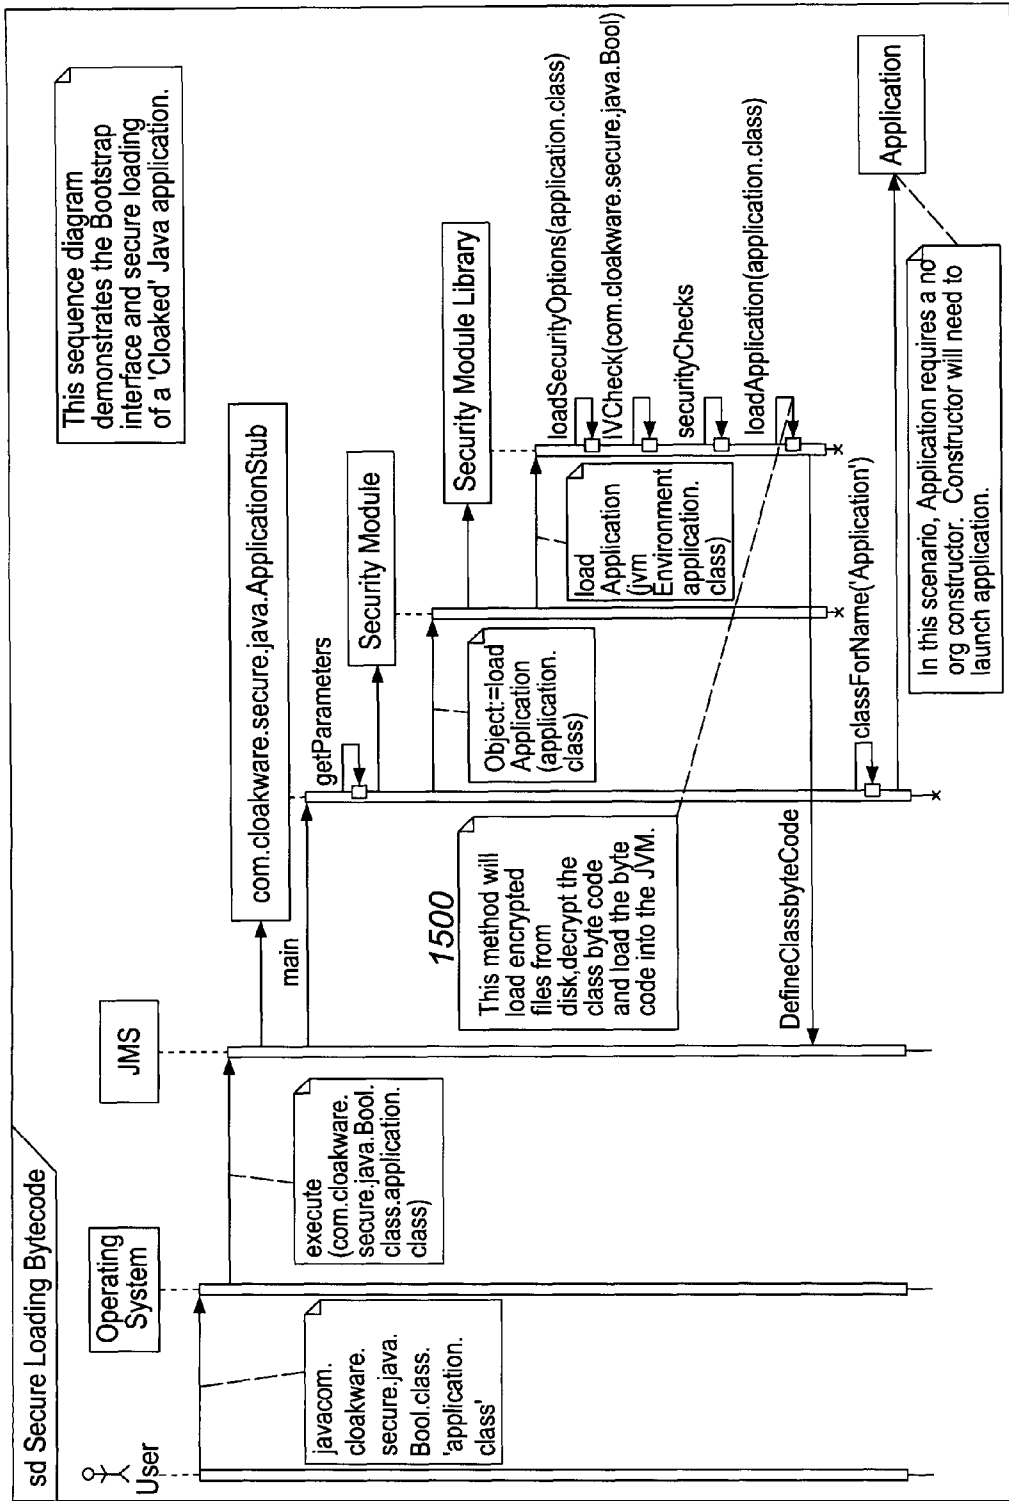 sd Secure Loading Bytecode
This sequence diagram
demonstrates the Bootstrap
interface and secure loading
of a 'Cloaked' Java application.
User
Operating
System
JMS
com.cloakware.secure.java.ApplicationStub
Security Module
Security Module Library
Application
javacom.
cloakware.
secure.java.
Bool.class.
'application.
class'
execute
(com.cloakware.
secure.java.Bool.
class.application.
class)
main
getParameters
Object:=load
Application
(application.
class)
load
Application
(jvm
Environment
application.
class)
loadSecurityOptions(application.class)
IVCheck(com.cloakware.secure.java.Bool)
securityChecks
loadApplication(application.class)
1500
This method will
load encrypted
files from
disk,decrypt the
class byte code
and load the byte
code into the JVM.
DefineClassbyteCode
classForName('Application')
In this scenario, Application requires a no
org constructor. Constructor will need to
launch application.